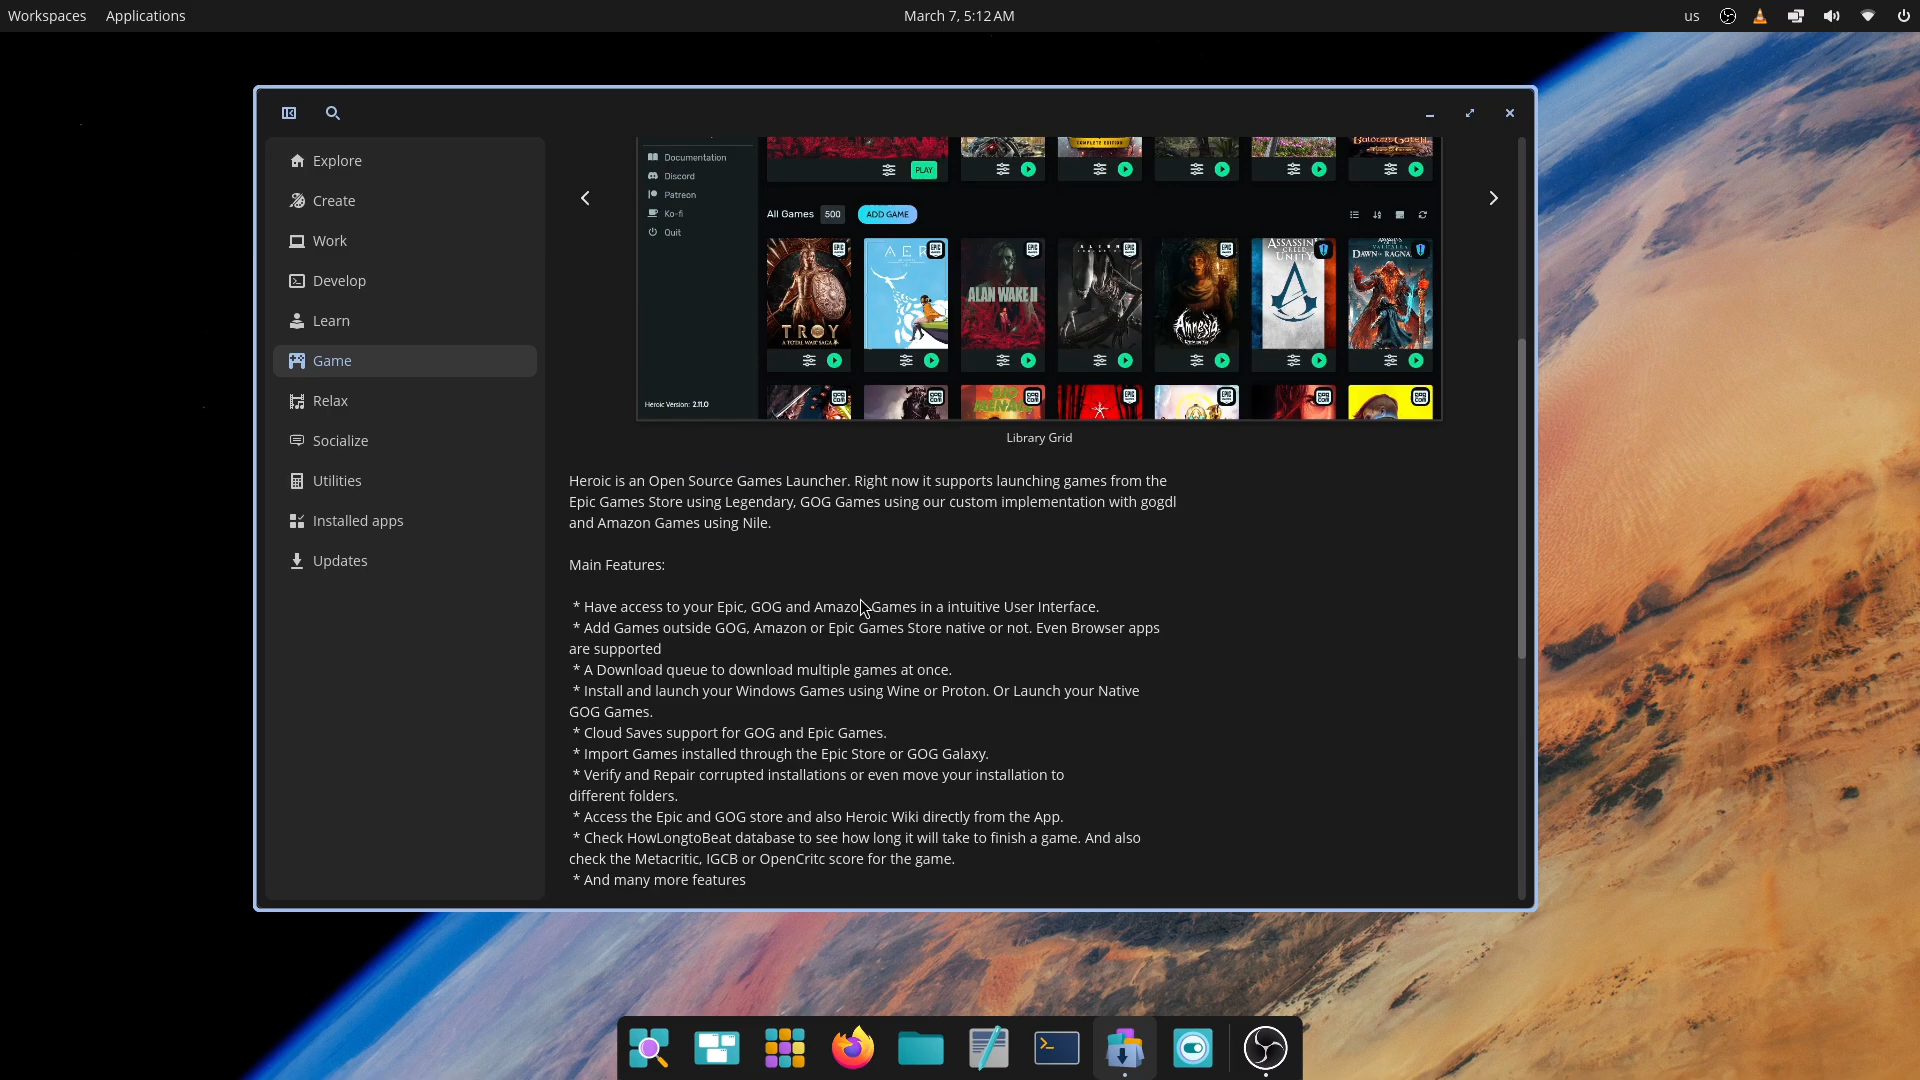 Workspaces Applications March 7, 5:12 AM us
Explore
Create
Work
Develop
Learn
Game
Relax
Socialize
Utilities
Installed apps
Updates
COMPLETE EDITION
Documentation
Discord
Patreon
Ko-fi
Quit
PLAY
All Games 500 ADD GAME
TROY
A TOTAL WAR SAGA
AER
ALAN WAKE II
ALIEN
Amnesia
ASSASSIN'S
CREED
UNITY
DAWN OF RAGNA
Heroic Version: 2.11.0
Library Grid
Heroic is an Open Source Games Launcher. Right now it supports launching games from the
Epic Games Store using Legendary, GOG Games using our custom implementation with gogdl
and Amazon Games using Nile.
Main Features:
* Have access to your Epic, GOG and Amazon Games in a intuitive User Interface.
* Add Games outside GOG, Amazon or Epic Games Store native or not. Even Browser apps
are supported
* A Download queue to download multiple games at once.
* Install and launch your Windows Games using Wine or Proton. Or Launch your Native
GOG Games.
* Cloud Saves support for GOG and Epic Games.
* Import Games installed through the Epic Store or GOG Galaxy.
* Verify and Repair corrupted installations or even move your installation to
different folders.
* Access the Epic and GOG store and also Heroic Wiki directly from the App.
* Check HowLongtoBeat database to see how long it will take to finish a game. And also
check the Metacritic, IGCB or OpenCritc score for the game.
* And many more features